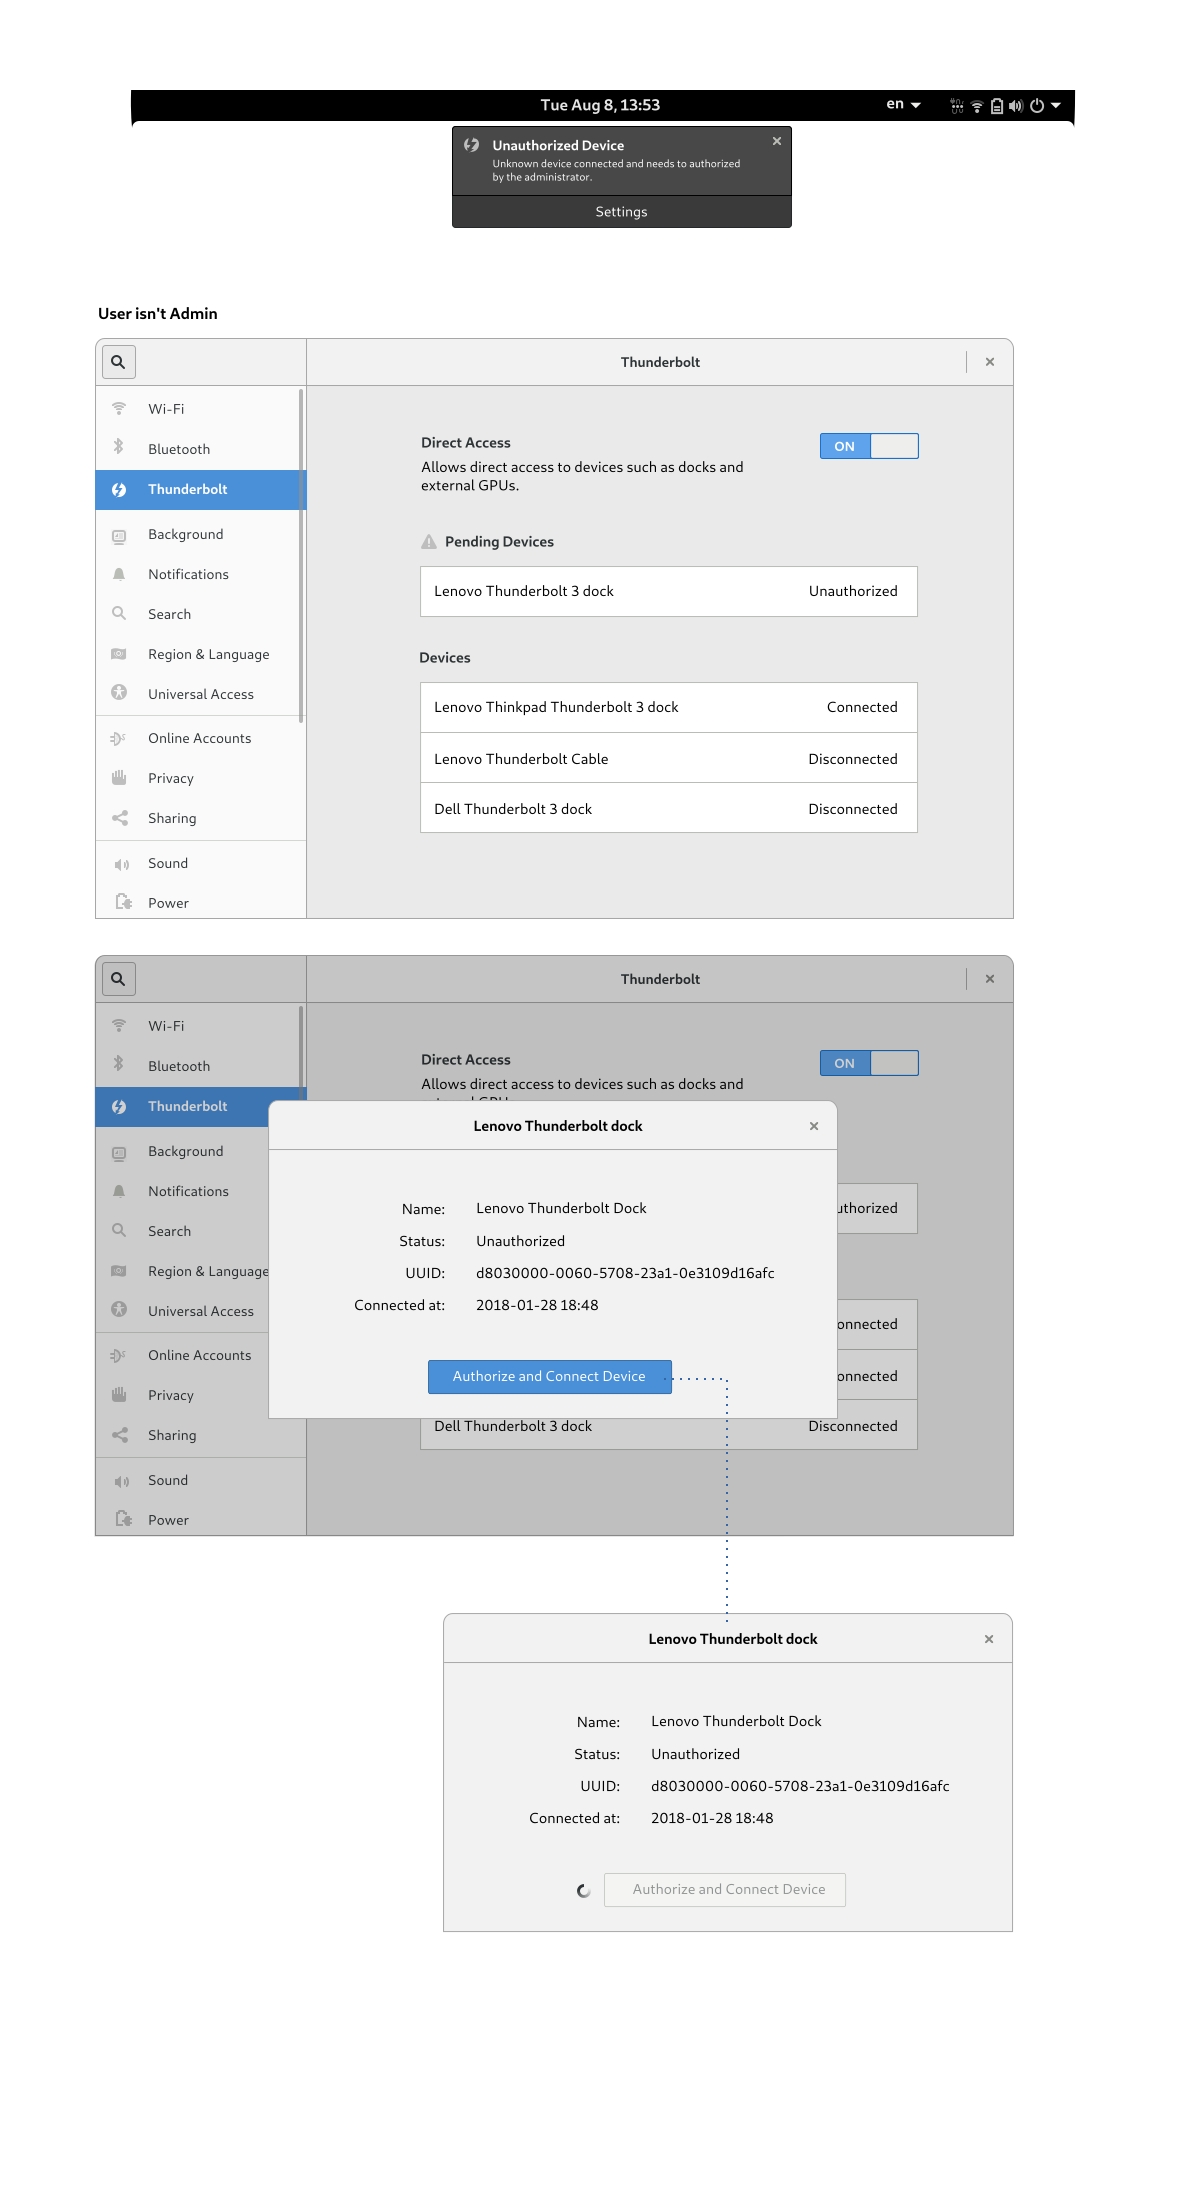 Tue Aug 8, 13:53
en
Unauthorized Device
Unknown device connected and needs to authorized
by the administrator.
Settings
User isn't Admin
Thunderbolt
Wi-Fi
Bluetooth
Thunderbolt
Background
Notifications
Search
Region & Language
Universal Access
Online Accounts
Privacy
Sharing
Sound
Power
Direct Access
ON
Allows direct access to devices such as docks and
external GPUs.
Pending Devices
Lenovo Thunderbolt 3 dock
Unauthorized
Devices
Lenovo Thinkpad Thunderbolt 3 dock
Connected
Lenovo Thunderbolt Cable
Disconnected
Dell Thunderbolt 3 dock
Disconnected
Thunderbolt
Wi-Fi
Bluetooth
Thunderbolt
Background
Notifications
Search
Region & Language
Universal Access
Online Accounts
Privacy
Sharing
Sound
Power
Direct Access
ON
Allows direct access to devices such as docks and
Lenovo Thunderbolt dock
Name:
Lenovo Thunderbolt Dock
Status:
Unauthorized
UUID:
d8030000-0060-5708-23a1-0e3109d16afc
Connected at:
2018-01-28 18:48
Authorize and Connect Device
uthorized
onnected
onnected
Dell Thunderbolt 3 dock
Disconnected
Lenovo Thunderbolt dock
Name:
Lenovo Thunderbolt Dock
Status:
Unauthorized
UUID:
d8030000-0060-5708-23a1-0e3109d16afc
Connected at:
2018-01-28 18:48
Authorize and Connect Device